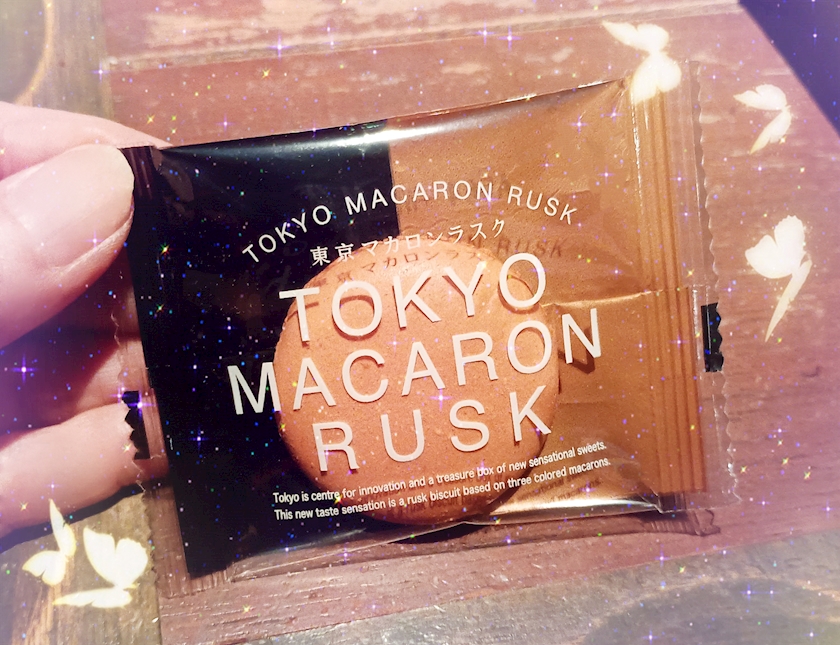 TOKYO MACARON RUSK
東京マカロンラスク
TOKYO
MACARON
RUSK
Tokyo is centre for innovation and a treasure box of new sensational sweets.
This new taste sensation is a rusk biscuit based on three colored macarons.